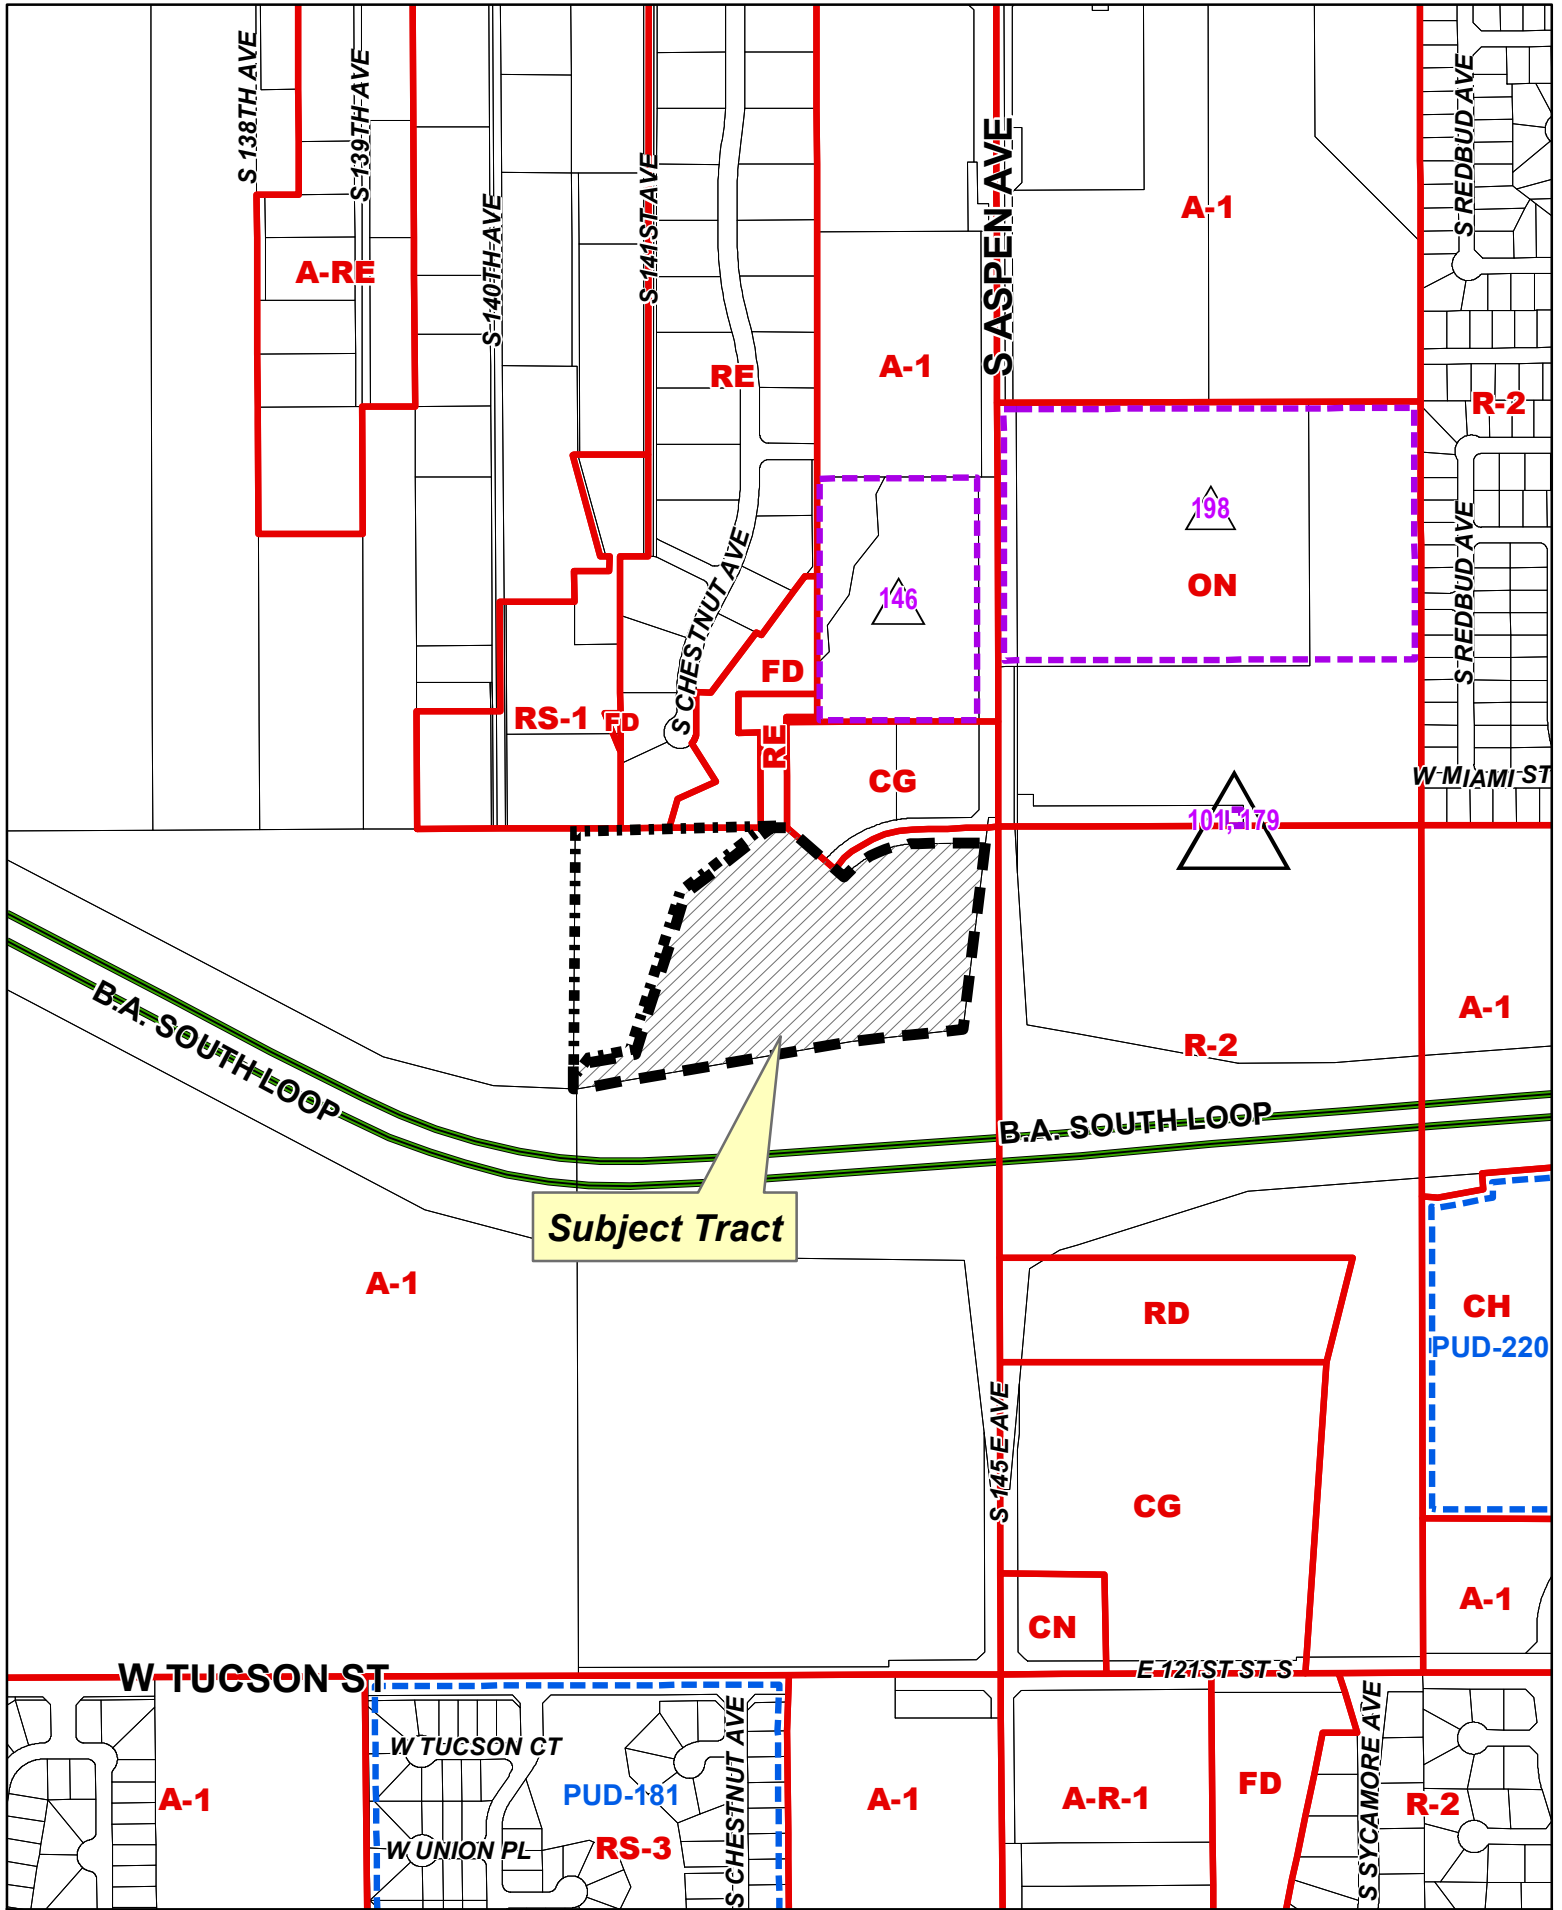 S 138TH AVE
S 139TH AVE
S 140TH AVE
S 141ST AVE
S ASPEN AVE
S REDBUD AVE
A-1
A-RE
RE
A-1
R-2
198
ON
146
S CHESTNUT AVE
S REDBUD AVE
FD
RS-1
FD
RE
CG
W MIAMI ST
101, 179
B.A. SOUTH LOOP
A-1
R-2
B.A. SOUTH LOOP
Subject Tract
A-1
RD
CH
PUD-220
S 145 E AVE
CG
CN
A-1
W TUCSON ST
E 121ST ST S
W TUCSON CT
PUD-181
S CHESTNUT AVE
A-1
A-1
A-R-1
FD
S SYCAMORE AVE
R-2
W UNION PL
RS-3